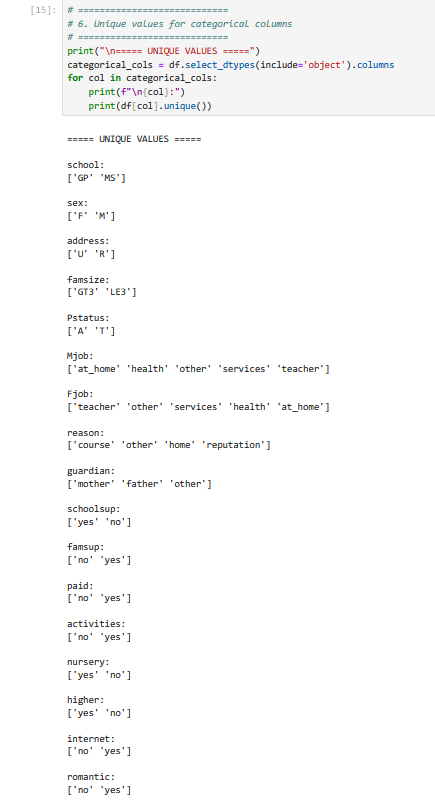 [15]: # ============================
# 6. Unique values for categorical columns
# ============================
print("\n===== UNIQUE VALUES =====")
categorical_cols = df.select_dtypes(include='object').columns
for col in categorical_cols:
    print(f"\n{col}:")
    print(df[col].unique())
===== UNIQUE VALUES =====
school:
['GP' 'MS']
sex:
['F' 'M']
address:
['U' 'R']
famsize:
['GT3' 'LE3']
Pstatus:
['A' 'T']
Mjob:
['at_home' 'health' 'other' 'services' 'teacher']
Fjob:
['teacher' 'other' 'services' 'health' 'at_home']
reason:
['course' 'other' 'home' 'reputation']
guardian:
['mother' 'father' 'other']
schoolsup:
['yes' 'no']
famsup:
['no' 'yes']
paid:
['no' 'yes']
activities:
['no' 'yes']
nursery:
['yes' 'no']
higher:
['yes' 'no']
internet:
['no' 'yes']
romantic:
['no' 'yes']